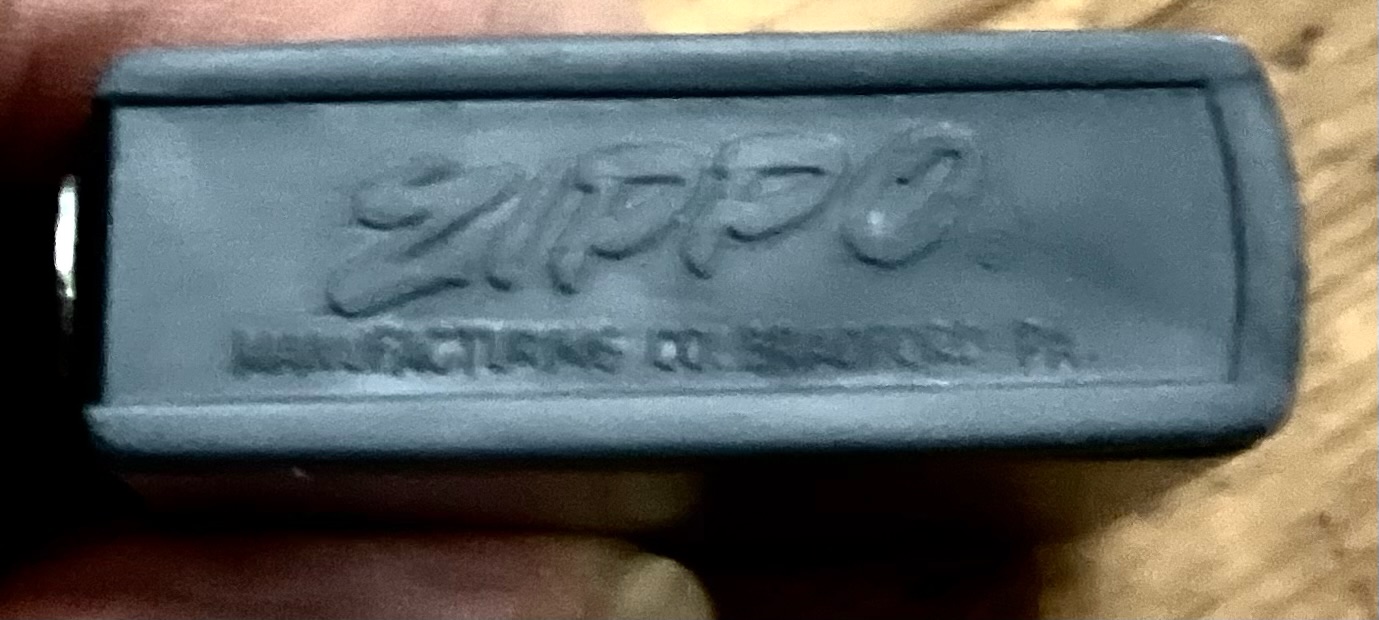 ZIPPO
MANUFACTURING CO. BRADFORD PA.